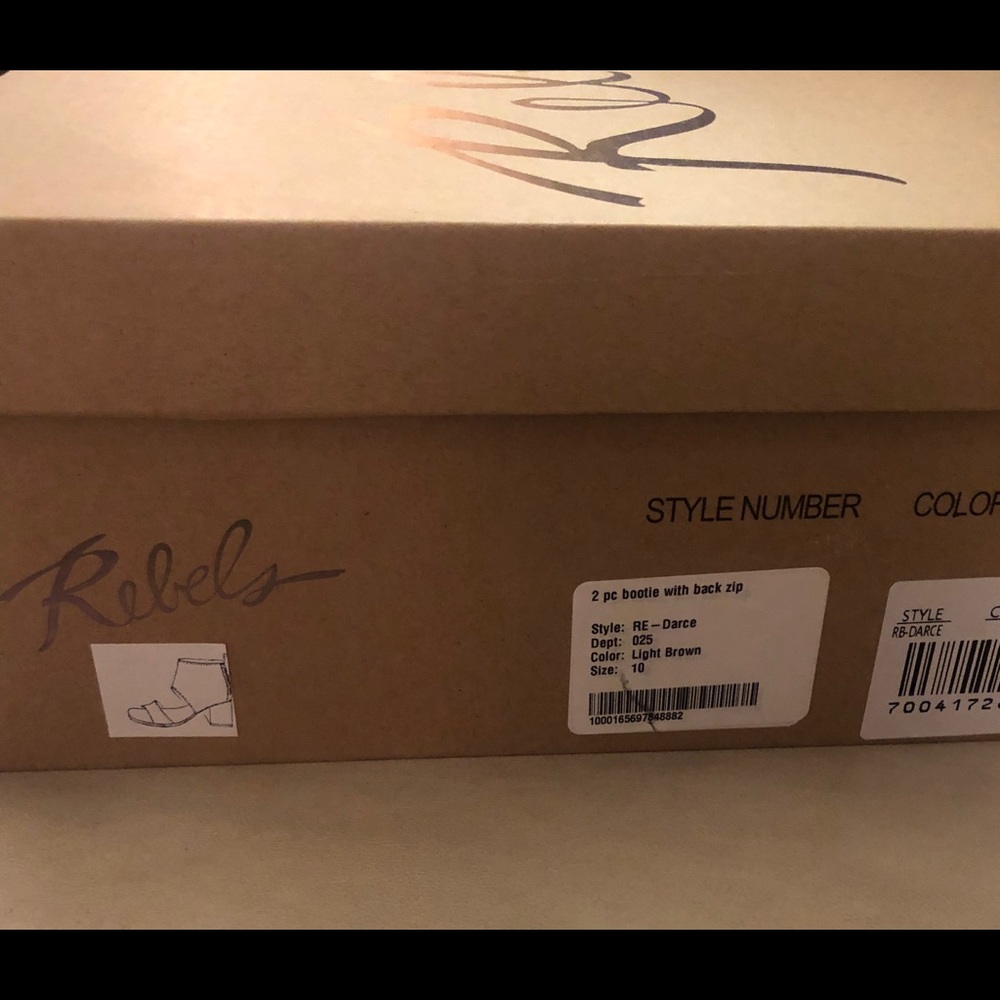 Rebels
STYLE NUMBER
2 pc bootie with back zip
Style: RE-Darce
Dept: 025
Color: Light Brown
Size: 10
1000165697848882
STYLE
RB-DARCE